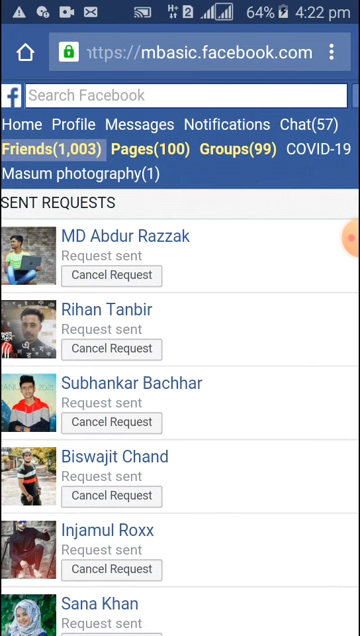 64% 4:22 pm
https://mbasic.facebook.com
f Search Facebook
Home Profile Messages Notifications Chat(57)
Friends(1,003) Pages(100) Groups(99) COVID-19
Masum photography(1)
SENT REQUESTS
MD Abdur Razzak
Request sent
Cancel Request
Rihan Tanbir
Request sent
Cancel Request
Subhankar Bachhar
Request sent
Cancel Request
Biswajit Chand
Request sent
Cancel Request
Injamul Roxx
Request sent
Cancel Request
Sana Khan
Request sent